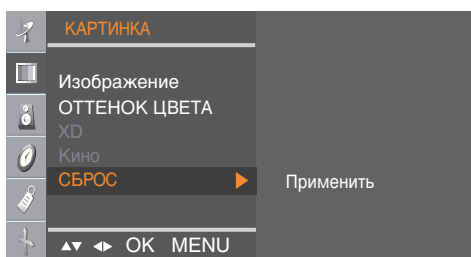 КАРТИНКА
Изображение
ОТТЕНОК ЦВЕТА
XD
Кино
СБРОС
Применить
OK MENU